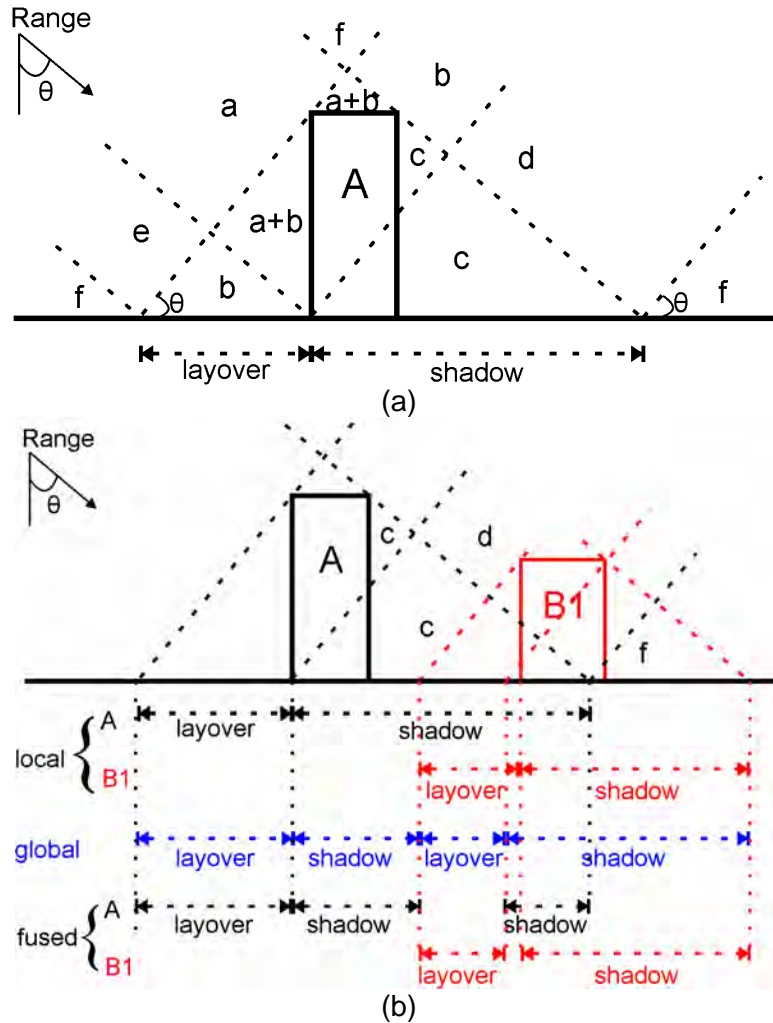 Range
θ
f
b
a
a+b
c
d
A
e
a+b
c
f
b
θ
θ
f
layover
shadow
(a)
Range
θ
c
d
A
B1
c
f
local { A
layover
shadow
B1
layover
shadow
global
layover
shadow
layover
shadow
fused { A
layover
shadow
shadow
B1
layover
shadow
(b)